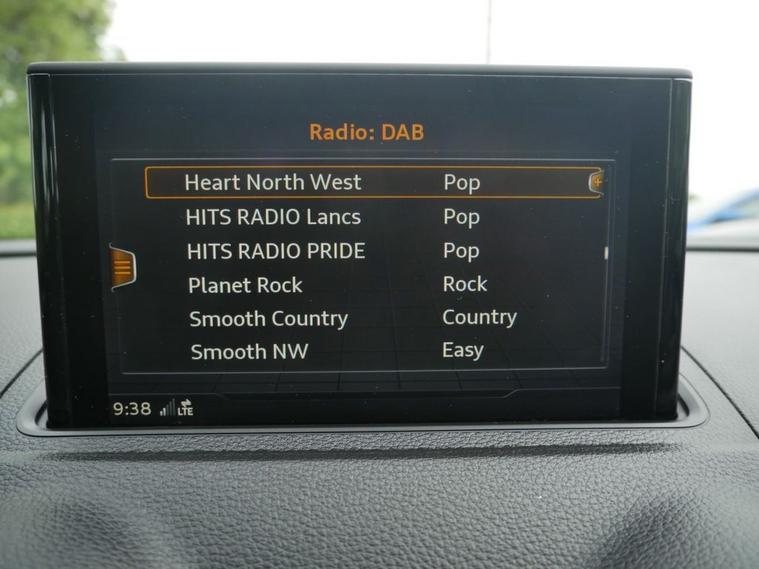 Radio: DAB
Heart North West Pop
HITS RADIO Lancs Pop
HITS RADIO PRIDE Pop
Planet Rock Rock
Smooth Country Country
Smooth NW Easy
9:38 LTE